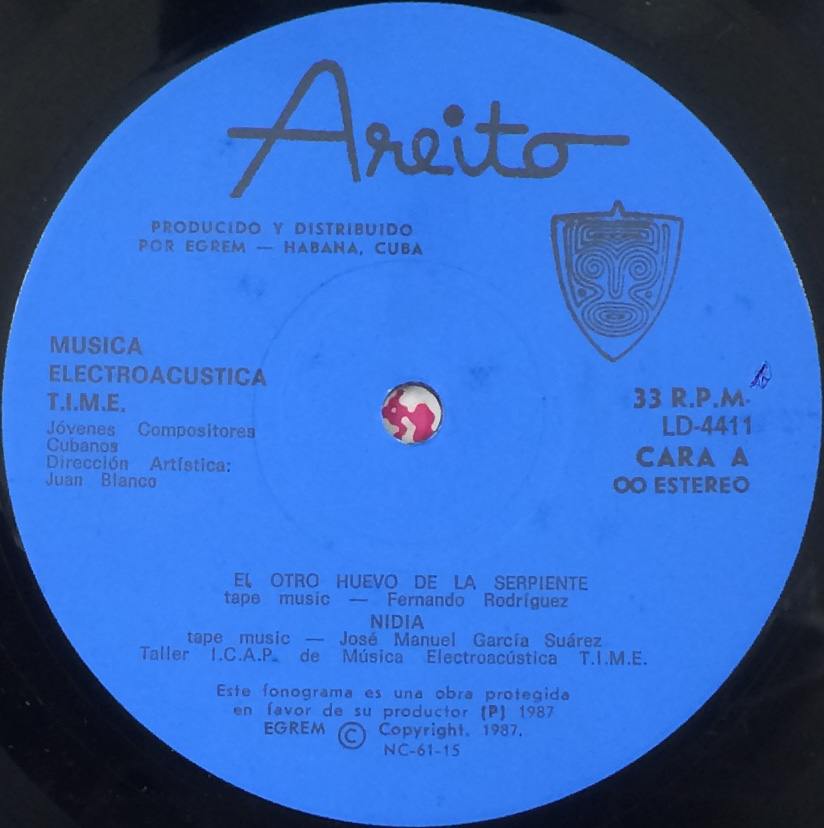 Areito
PRODUCIDO Y DISTRIBUIDO
POR EGREM — HABANA, CUBA
MUSICA
ELECTROACUSTICA
T.I.M.E.
Jóvenes Compositores
Cubanos
Dirección Artística:
Juan Blanco
33 R.P.M.
LD-4411
CARA A
OO ESTEREO
EL OTRO HUEVO DE LA SERPIENTE
tape music — Fernando Rodríguez
NIDIA
tape music — José Manuel García Suárez
Taller I.C.A.P. de Música Electroacústica T.I.M.E.
Este fonograma es una obra protegida
en favor de su productor (P) 1987
EGREM © Copyright. 1987.
NC-61-15